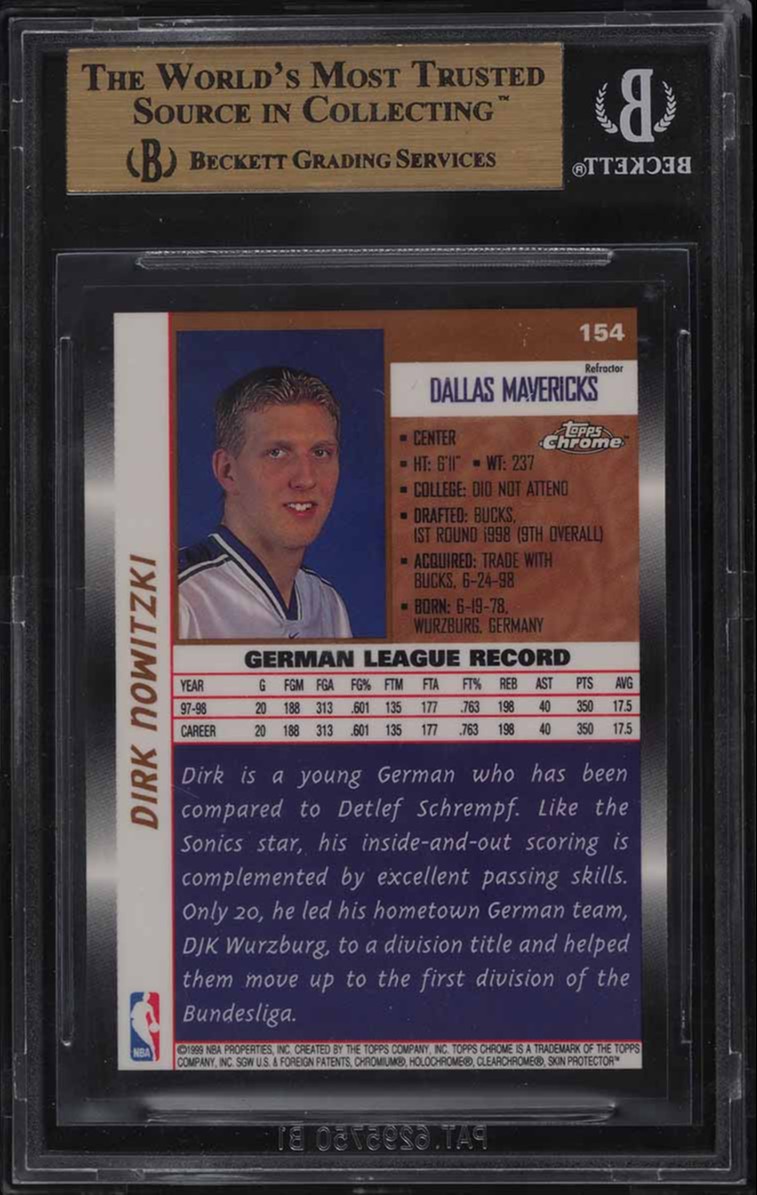 THE WORLD'S MOST TRUSTED
SOURCE IN COLLECTING™
(B) BECKETT GRADING SERVICES
B
BECKETT®
154
Refractor
DALLAS MAVERICKS
Topps
Chrome™
▪ CENTER
▪ HT: 6'11" ▪ WT: 237
▪ COLLEGE: DID NOT ATTEND
▪ DRAFTED: BUCKS,
1ST ROUND 1998 (9TH OVERALL)
▪ ACQUIRED: TRADE WITH
BUCKS, 6-24-98
▪ BORN: 6-19-78,
WURZBURG, GERMANY
DIRK NOWITZKI
GERMAN LEAGUE RECORD
YEAR G FGM FGA FG% FTM FTA FT% REB AST PTS AVG
97-98 20 188 313 .601 135 177 .763 198 40 350 17.5
CAREER 20 188 313 .601 135 177 .763 198 40 350 17.5
Dirk is a young German who has been
compared to Detlef Schrempf. Like the
Sonics star, his inside-and-out scoring is
complemented by excellent passing skills.
Only 20, he led his hometown German team,
DJK Wurzburg, to a division title and helped
them move up to the first division of the
Bundesliga.
NBA
©1999 NBA PROPERTIES, INC. CREATED BY THE TOPPS COMPANY, INC. TOPPS CHROME IS A TRADEMARK OF THE TOPPS
COMPANY, INC. SGW U.S. & FOREIGN PATENTS, CHROMIUM®, HOLOCHROME®, CLEARCHROME®, SKIN PROTECTOR™
PAT. 6295750 B1